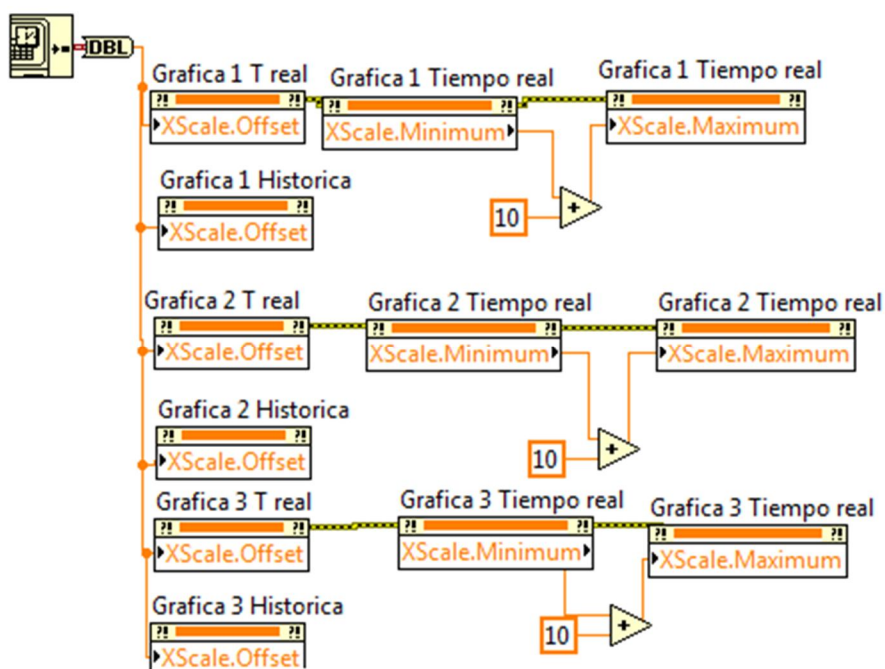 DBL
Grafica 1 T real
Grafica 1 Tiempo real
Grafica 1 Tiempo real
XScale.Offset
XScale.Minimum
XScale.Maximum
Grafica 1 Historica
XScale.Offset
10
+
Grafica 2 T real
Grafica 2 Tiempo real
Grafica 2 Tiempo real
XScale.Offset
XScale.Minimum
XScale.Maximum
Grafica 2 Historica
XScale.Offset
10
+
Grafica 3 T real
Grafica 3 Tiempo real
Grafica 3 Tiempo real
XScale.Offset
XScale.Minimum
XScale.Maximum
Grafica 3 Historica
XScale.Offset
10
+